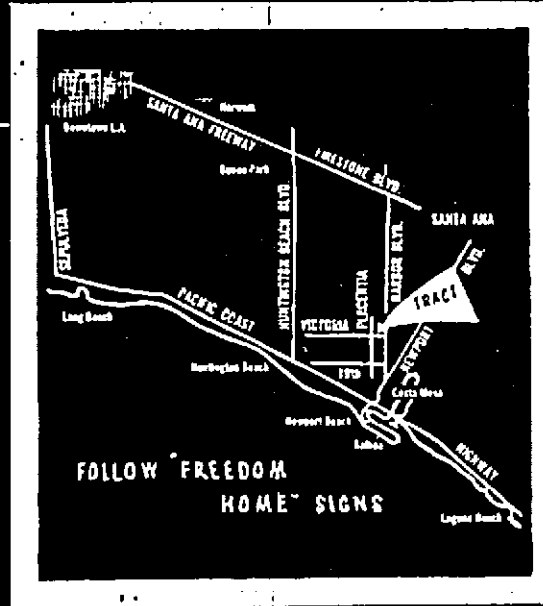 Downtown L.A.
Norwalk
SANTA ANA FREEWAY
Buena Park
FIRESTONE BLVD.
SANTA ANA
SEPULVEDA
HUNTINGTON BEACH BLVD.
PLACENTIA
HARBOR BLVD.
NEWPORT BLVD.
TRACT
VICTORIA
19th
PACIFIC COAST HIGHWAY
Long Beach
Huntington Beach
Costa Mesa
Newport Beach
Balboa
Laguna Beach
FOLLOW "FREEDOM
HOME" SIGNS